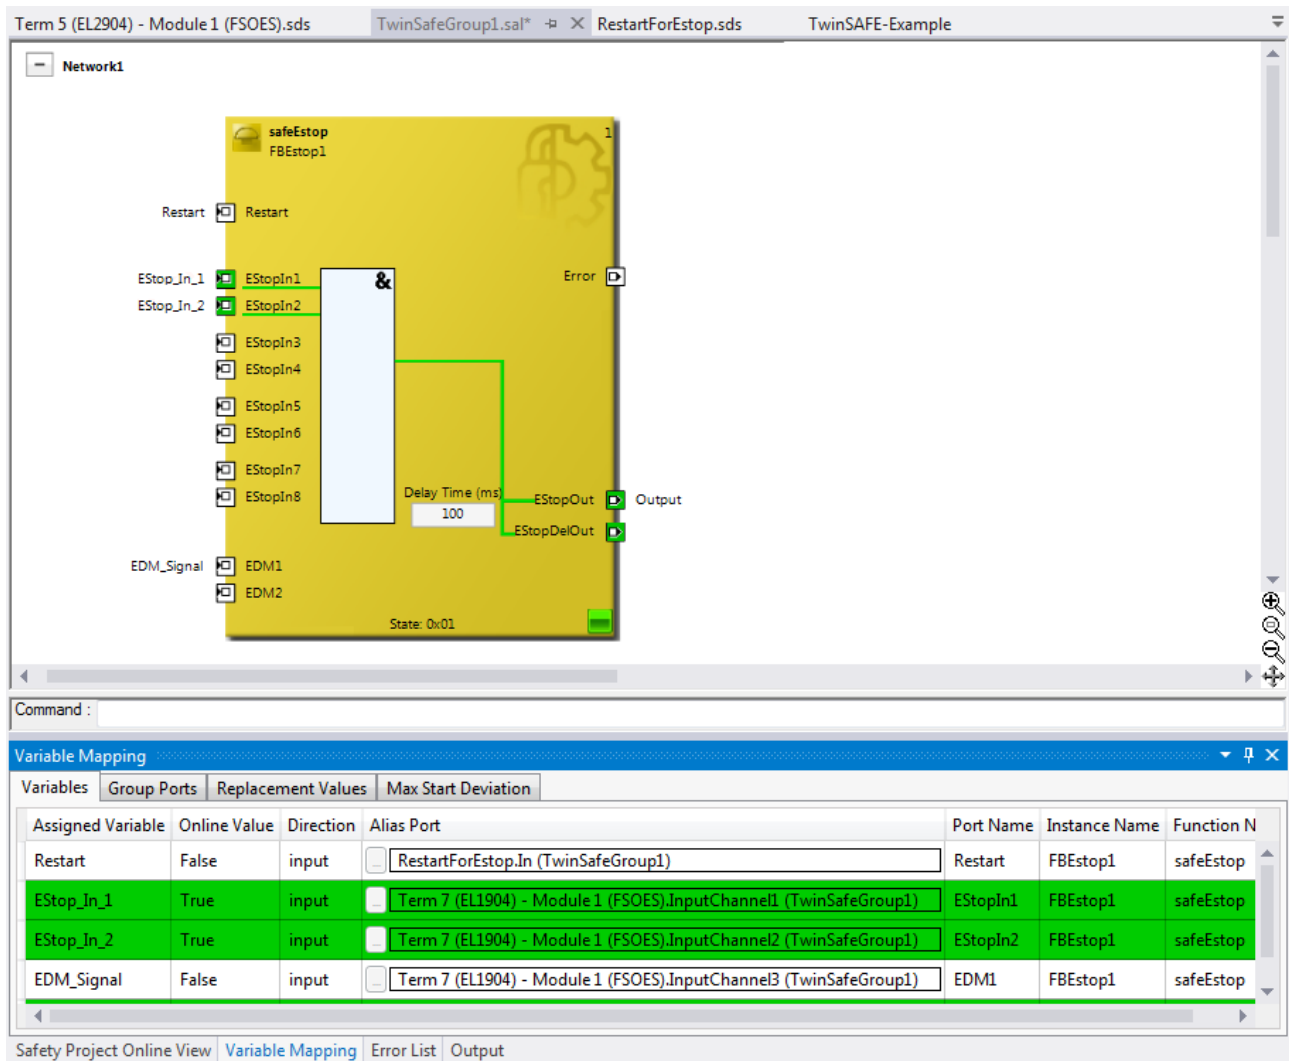 Term 5 (EL2904) - Module 1 (FSOES).sds TwinSafeGroup1.sal* RestartForEstop.sds TwinSAFE-Example
Network1
safeEstop 1
FBEstop1
Restart Restart
EStop_In_1 EStopIn1 & Error
EStop_In_2 EStopIn2
EStopIn3
EStopIn4
EStopIn5
EStopIn6
EStopIn7
EStopIn8 Delay Time (ms) EStopOut Output
100
EStopDelOut
EDM_Signal EDM1
EDM2
State: 0x01
Command :
Variable Mapping
Variables Group Ports Replacement Values Max Start Deviation
Assigned Variable Online Value Direction Alias Port Port Name Instance Name Function N
Restart False input ... RestartForEstop.In (TwinSafeGroup1) Restart FBEstop1 safeEstop
EStop_In_1 True input ... Term 7 (EL1904) - Module 1 (FSOES).InputChannel1 (TwinSafeGroup1) EStopIn1 FBEstop1 safeEstop
EStop_In_2 True input ... Term 7 (EL1904) - Module 1 (FSOES).InputChannel2 (TwinSafeGroup1) EStopIn2 FBEstop1 safeEstop
EDM_Signal False input ... Term 7 (EL1904) - Module 1 (FSOES).InputChannel3 (TwinSafeGroup1) EDM1 FBEstop1 safeEstop
Safety Project Online View Variable Mapping Error List Output